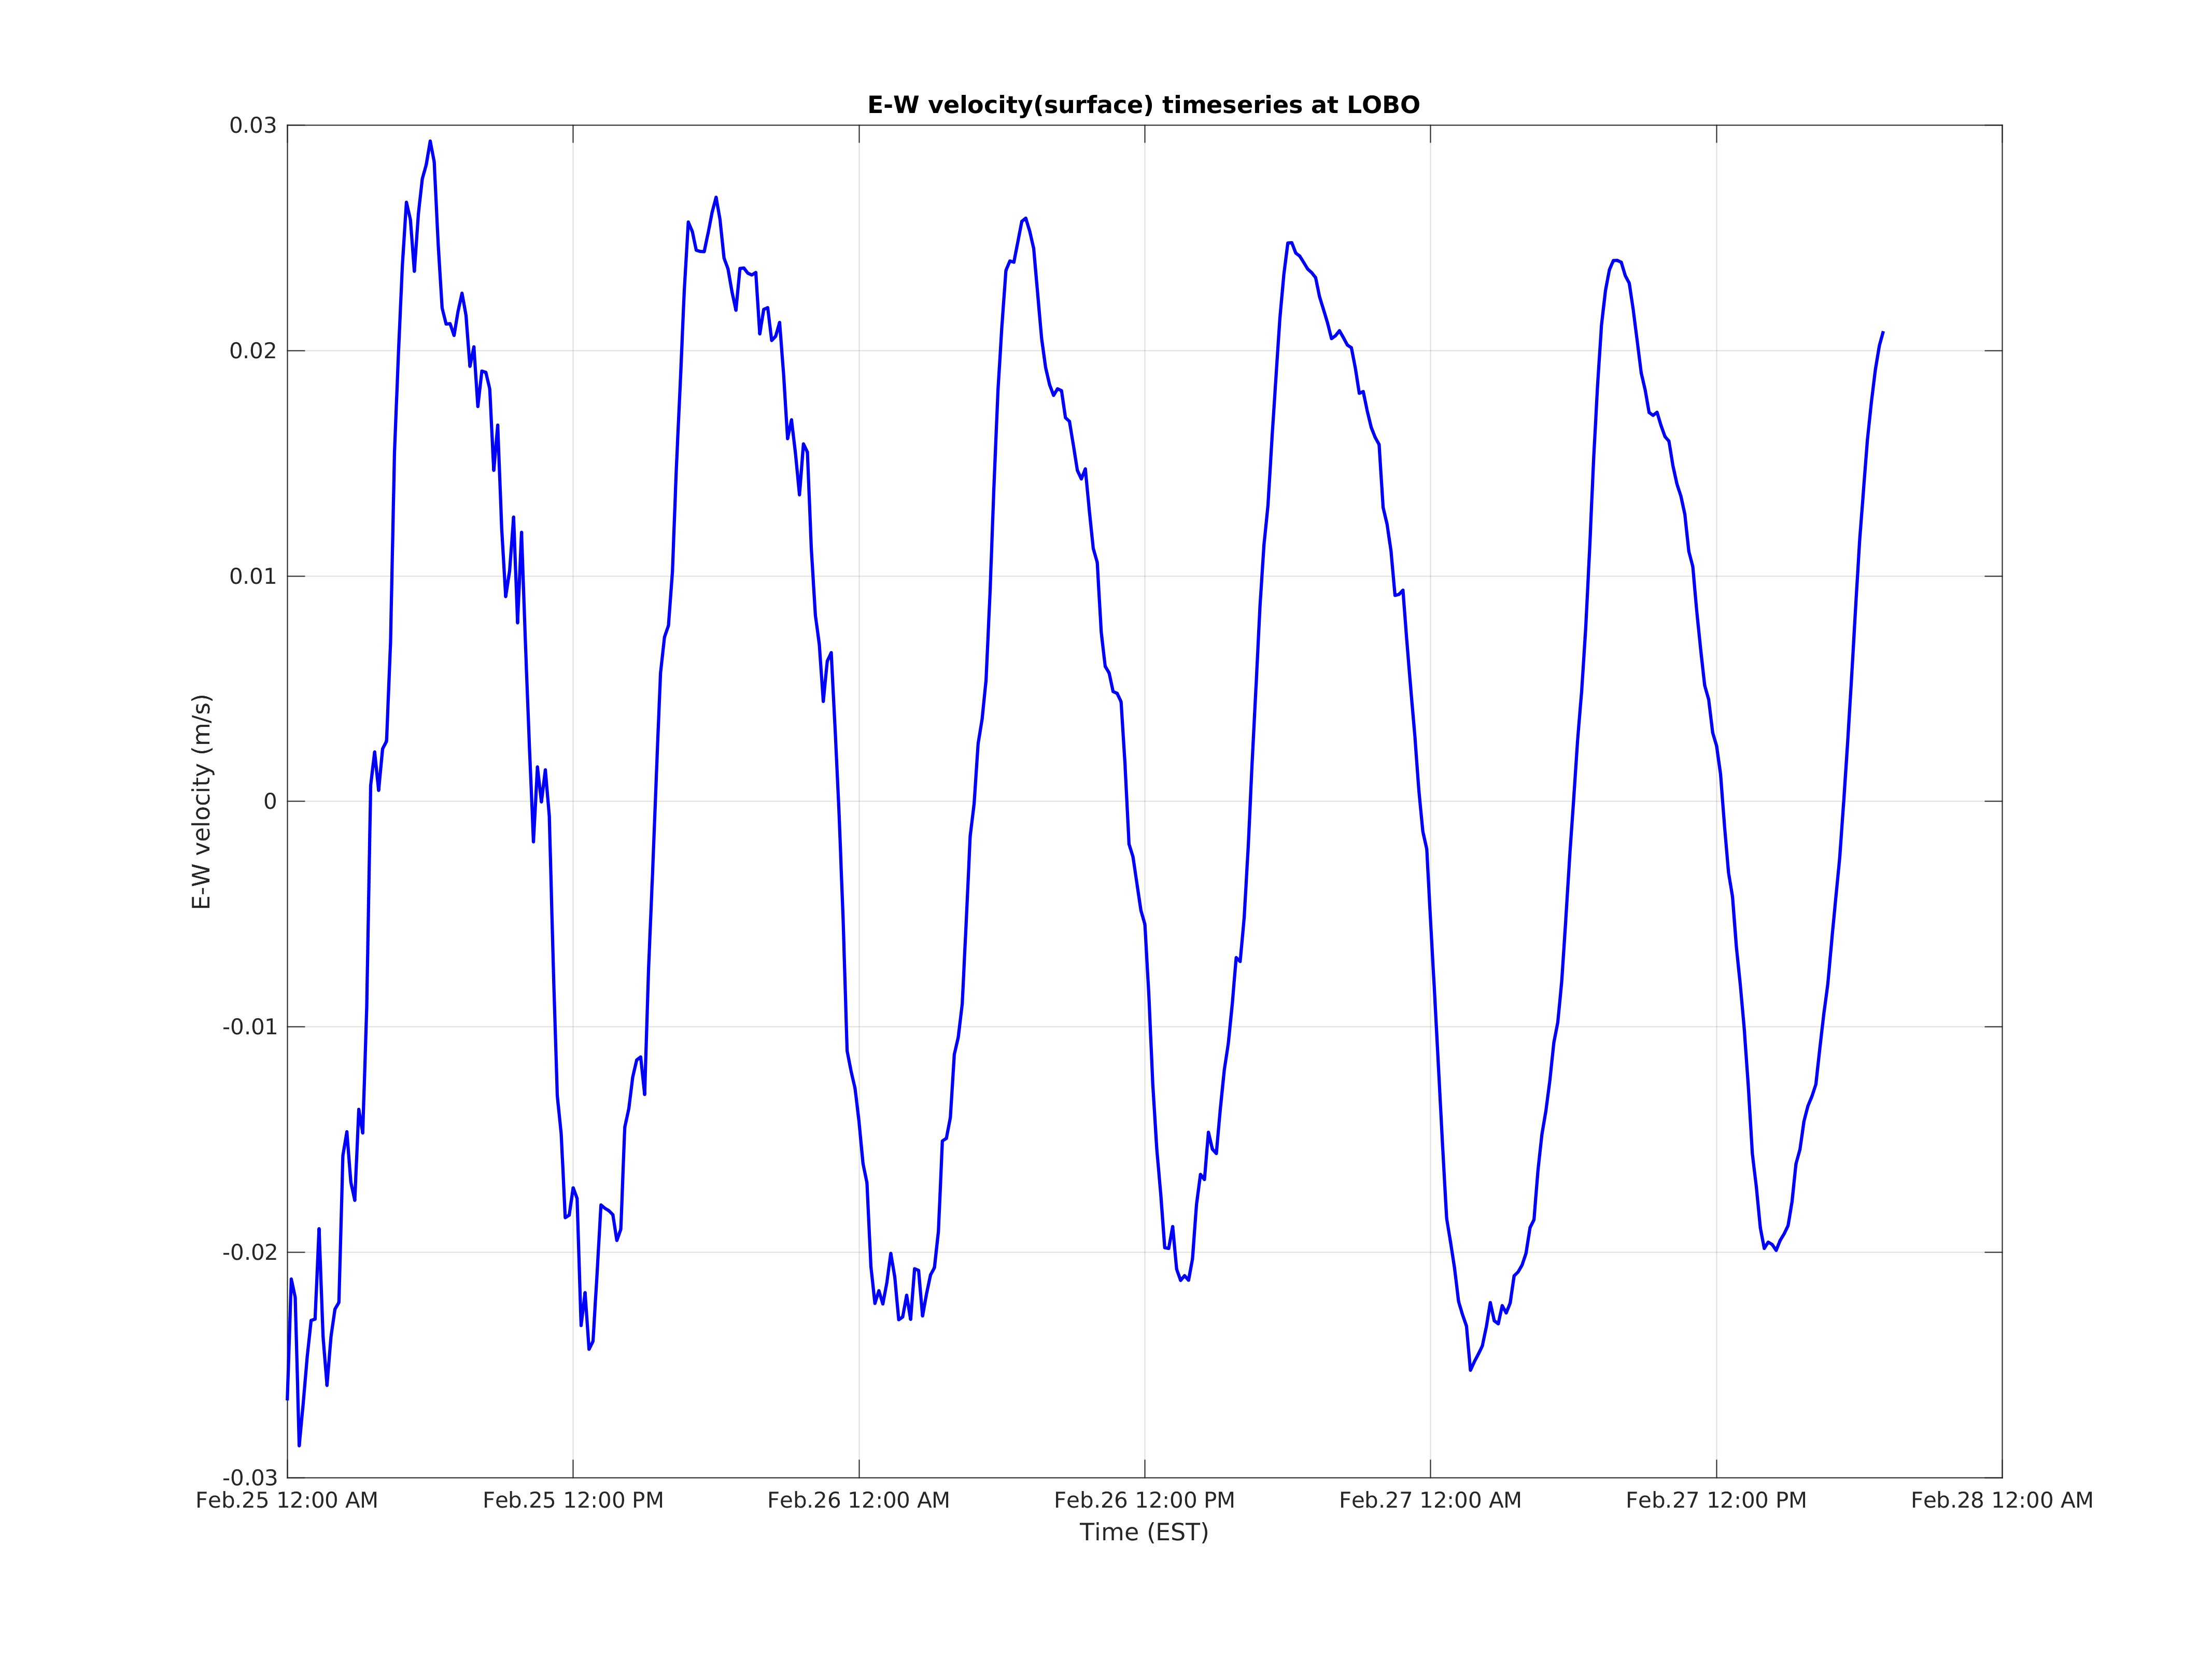 E-W velocity(surface) timeseries at LOBO
0.03
0.02
0.01
0
-0.01
-0.02
-0.03
E-W velocity (m/s)
Feb.25 12:00 AM
Feb.25 12:00 PM
Feb.26 12:00 AM
Feb.26 12:00 PM
Feb.27 12:00 AM
Feb.27 12:00 PM
Feb.28 12:00 AM
Time (EST)